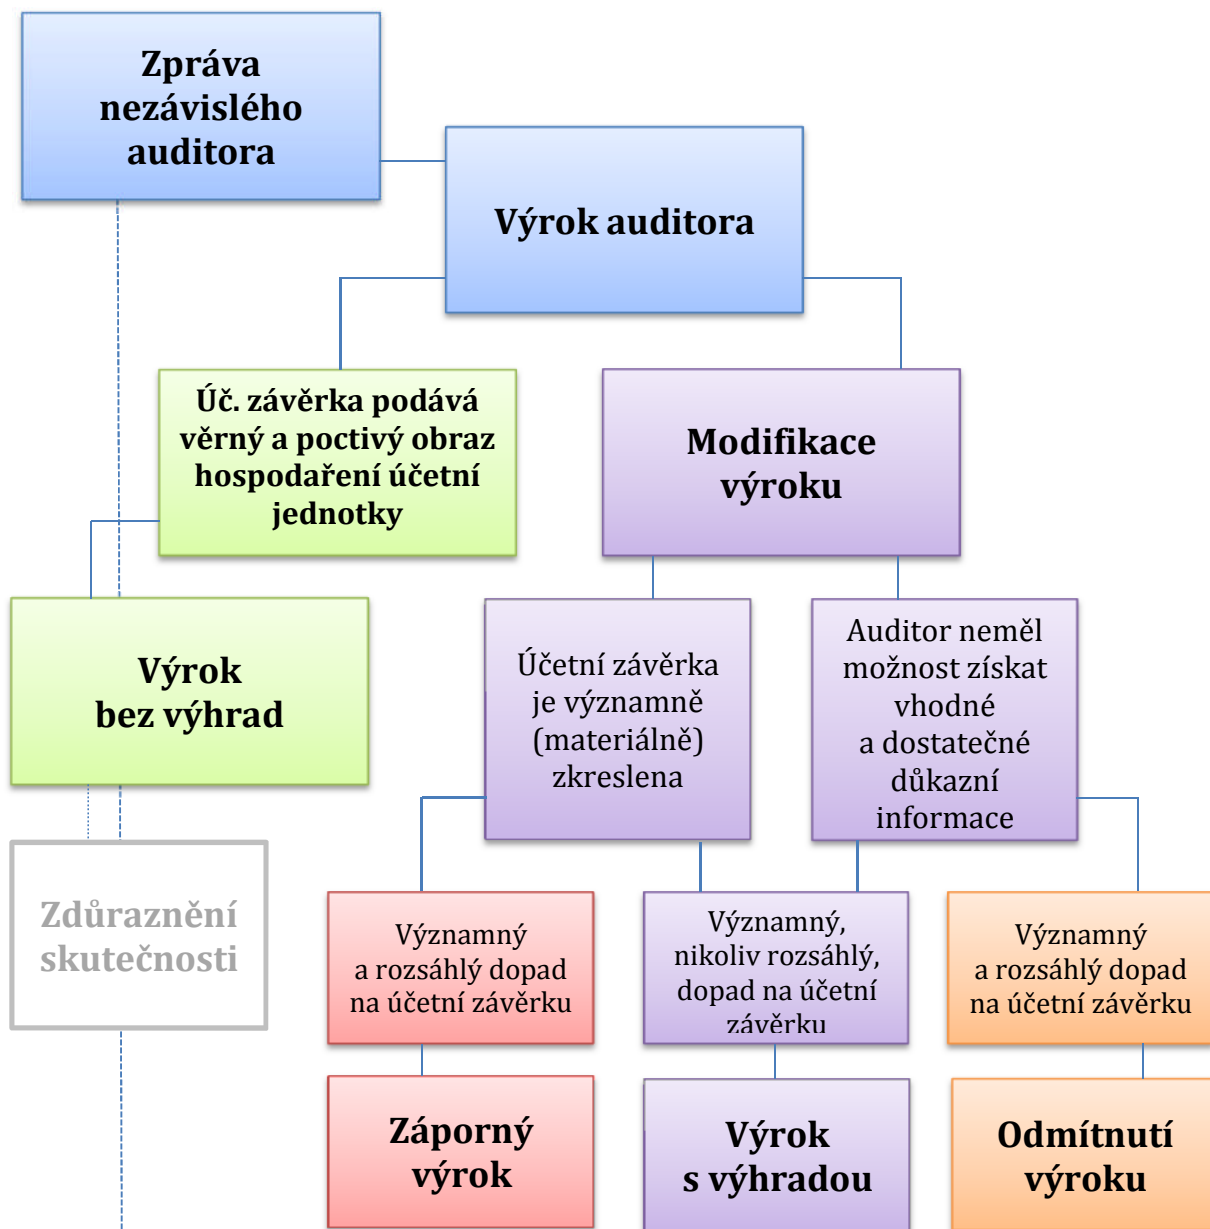 Zpráva
nezávislého
auditora
Výrok auditora
Úč. závěrka podává
věrný a poctivý obraz
hospodaření účetní
jednotky
Modifikace
výroku
Výrok
bez výhrad
Účetní závěrka
je významně
(materiálně)
zkreslena
Auditor neměl
možnost získat
vhodné
a dostatečné
důkazní
informace
Zdůraznění
skutečnosti
Významný
a rozsáhlý dopad
na účetní závěrku
Významný,
nikoliv rozsáhlý,
dopad na účetní
závěrku
Významný
a rozsáhlý dopad
na účetní závěrku
Záporný
výrok
Výrok
s výhradou
Odmítnutí
výroku